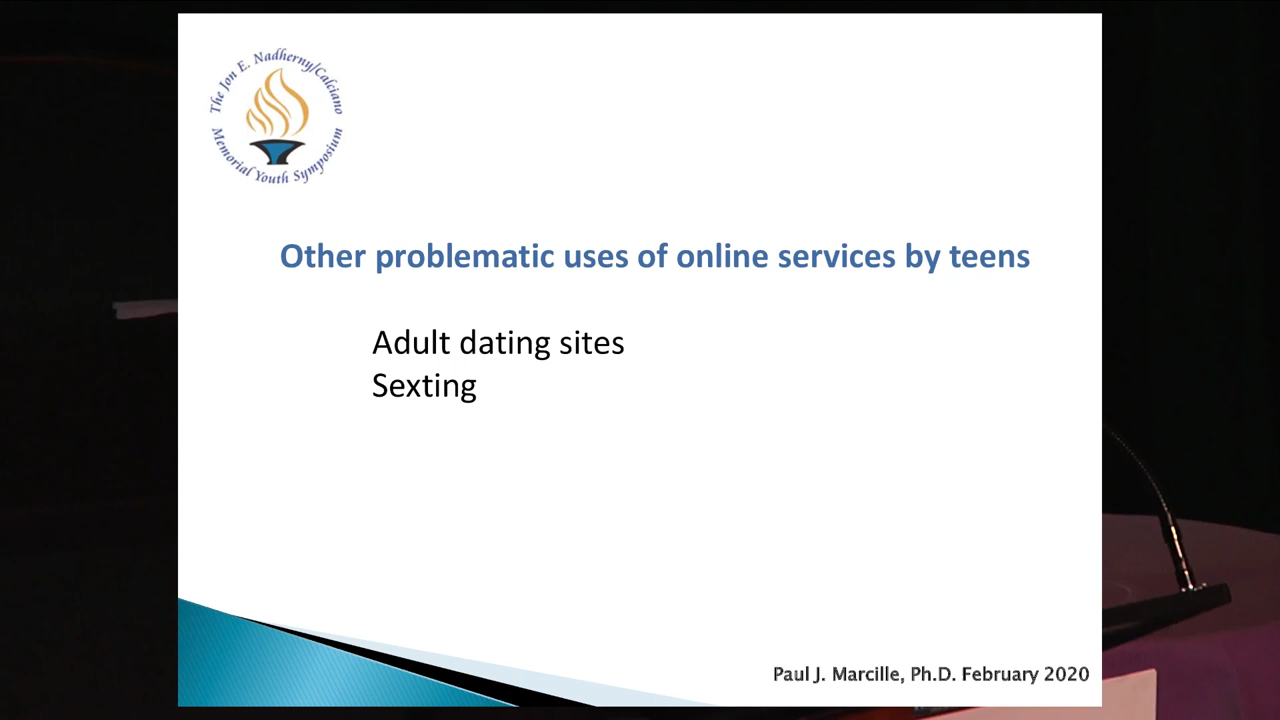 The Jon E. Nadherny/Calciano
Memorial Youth Symposium
Other problematic uses of online services by teens
Adult dating sites
Sexting
Paul J. Marcille, Ph.D. February 2020